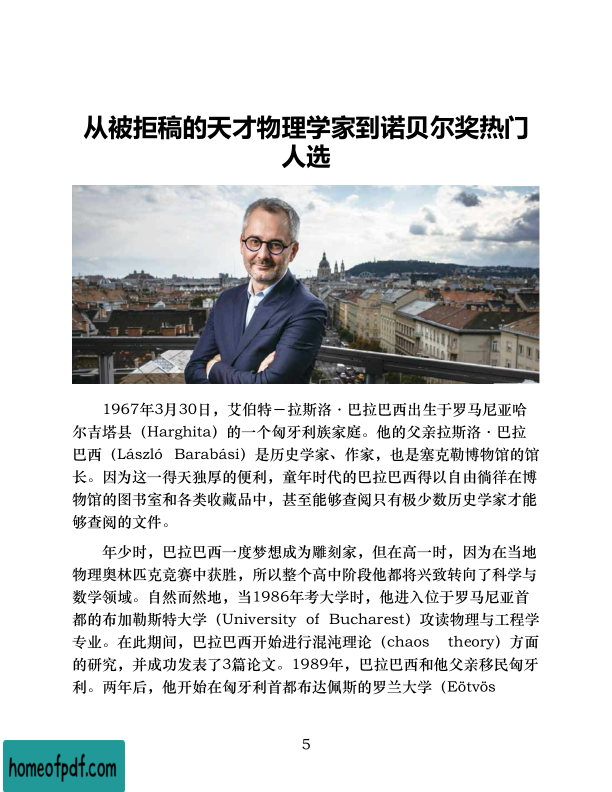 从被拒稿的天才物理学家到诺贝尔奖热门
人选
1967年3月30日，艾伯特－拉斯洛·巴拉巴西出生于罗马尼亚哈
尔吉塔县（Harghita）的一个匈牙利族家庭。他的父亲拉斯洛·巴拉
巴西（László Barabási）是历史学家、作家，也是塞克勒博物馆的馆
长。因为这一得天独厚的便利，童年时代的巴拉巴西得以自由徜徉在博
物馆的图书室和各类收藏品中，甚至能够查阅只有极少数历史学家才能
够查阅的文件。
年少时，巴拉巴西一度梦想成为雕刻家，但在高一时，因为在当地
物理奥林匹克竞赛中获胜，所以整个高中阶段他都将兴致转向了科学与
数学领域。自然而然地，当1986年考大学时，他进入位于罗马尼亚首
都的布加勒斯特大学（University of Bucharest）攻读物理与工程学
专业。在此期间，巴拉巴西开始进行混沌理论（chaos theory）方面
的研究，并成功发表了3篇论文。1989年，巴拉巴西和他父亲移民匈牙
利。两年后，他开始在匈牙利首都布达佩斯的罗兰大学（Eötvös
5
homeofpdf.com